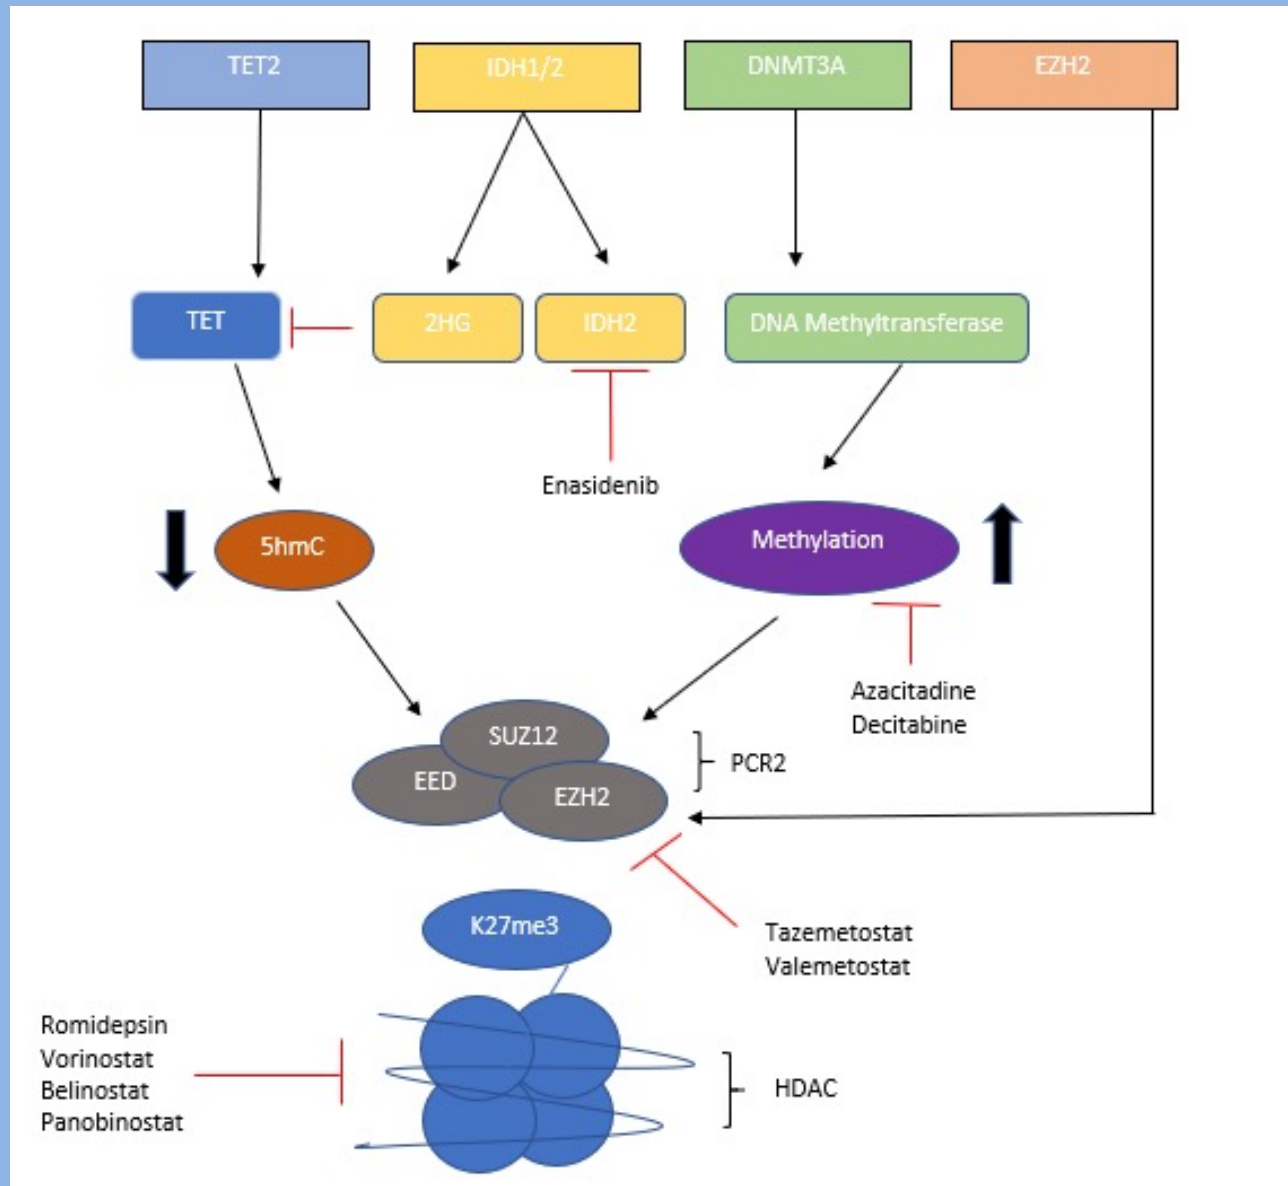 TET2
IDH1/2
DNMT3A
EZH2
TET
2HG
IDH2
DNA Methyltransferase
Enasidenib
5hmC
Methylation
Azacitadine
Decitabine
SUZ12
EED
EZH2
PCR2
K27me3
Tazemetostat
Valemetostat
Romidepsin
Vorinostat
Belinostat
Panobinostat
HDAC